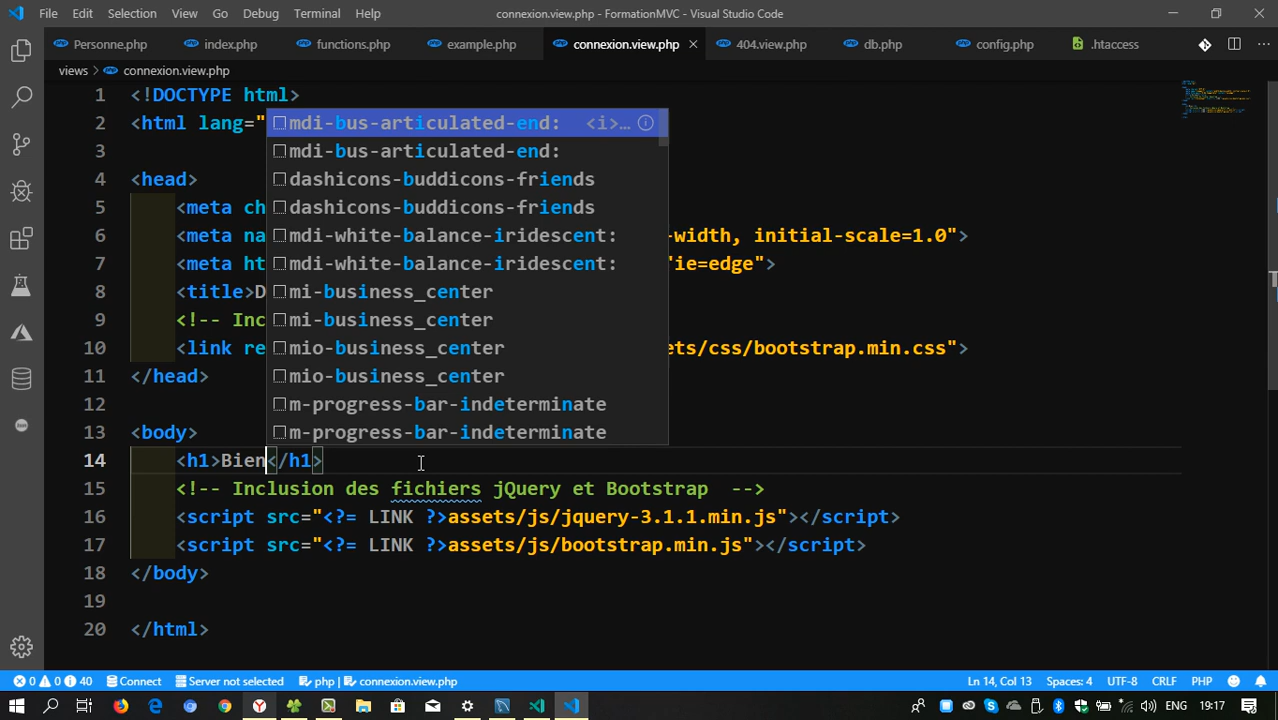 File Edit Selection View Go Debug Terminal Help connexion.view.php - FormationMVC - Visual Studio Code
Personne.php index.php functions.php example.php connexion.view.php 404.view.php db.php config.php .htaccess
views > connexion.view.php
1 <!DOCTYPE html>
2 <html lang="
mdi-bus-articulated-end: <i>...
3
mdi-bus-articulated-end:
4 <head>
dashicons-buddicons-friends
5 <meta ch
dashicons-buddicons-friends
6 <meta na
mdi-white-balance-iridescent:
-width, initial-scale=1.0">
7 <meta ht
mdi-white-balance-iridescent:
"ie=edge">
8 <title>D
mi-business_center
9 <!-- Inc
mi-business_center
10 <link re
mio-business_center
ets/css/bootstrap.min.css">
11 </head>
mio-business_center
12
m-progress-bar-indeterminate
13 <body>
m-progress-bar-indeterminate
14 <h1>Bien</h1>
15 <!-- Inclusion des fichiers jQuery et Bootstrap -->
16 <script src="<?= LINK ?>assets/js/jquery-3.1.1.min.js"></script>
17 <script src="<?= LINK ?>assets/js/bootstrap.min.js"></script>
18 </body>
19
20 </html>
0 0 40 Connect Server not selected php | connexion.view.php Ln 14, Col 13 Spaces: 4 UTF-8 CRLF PHP
ENG 19:17